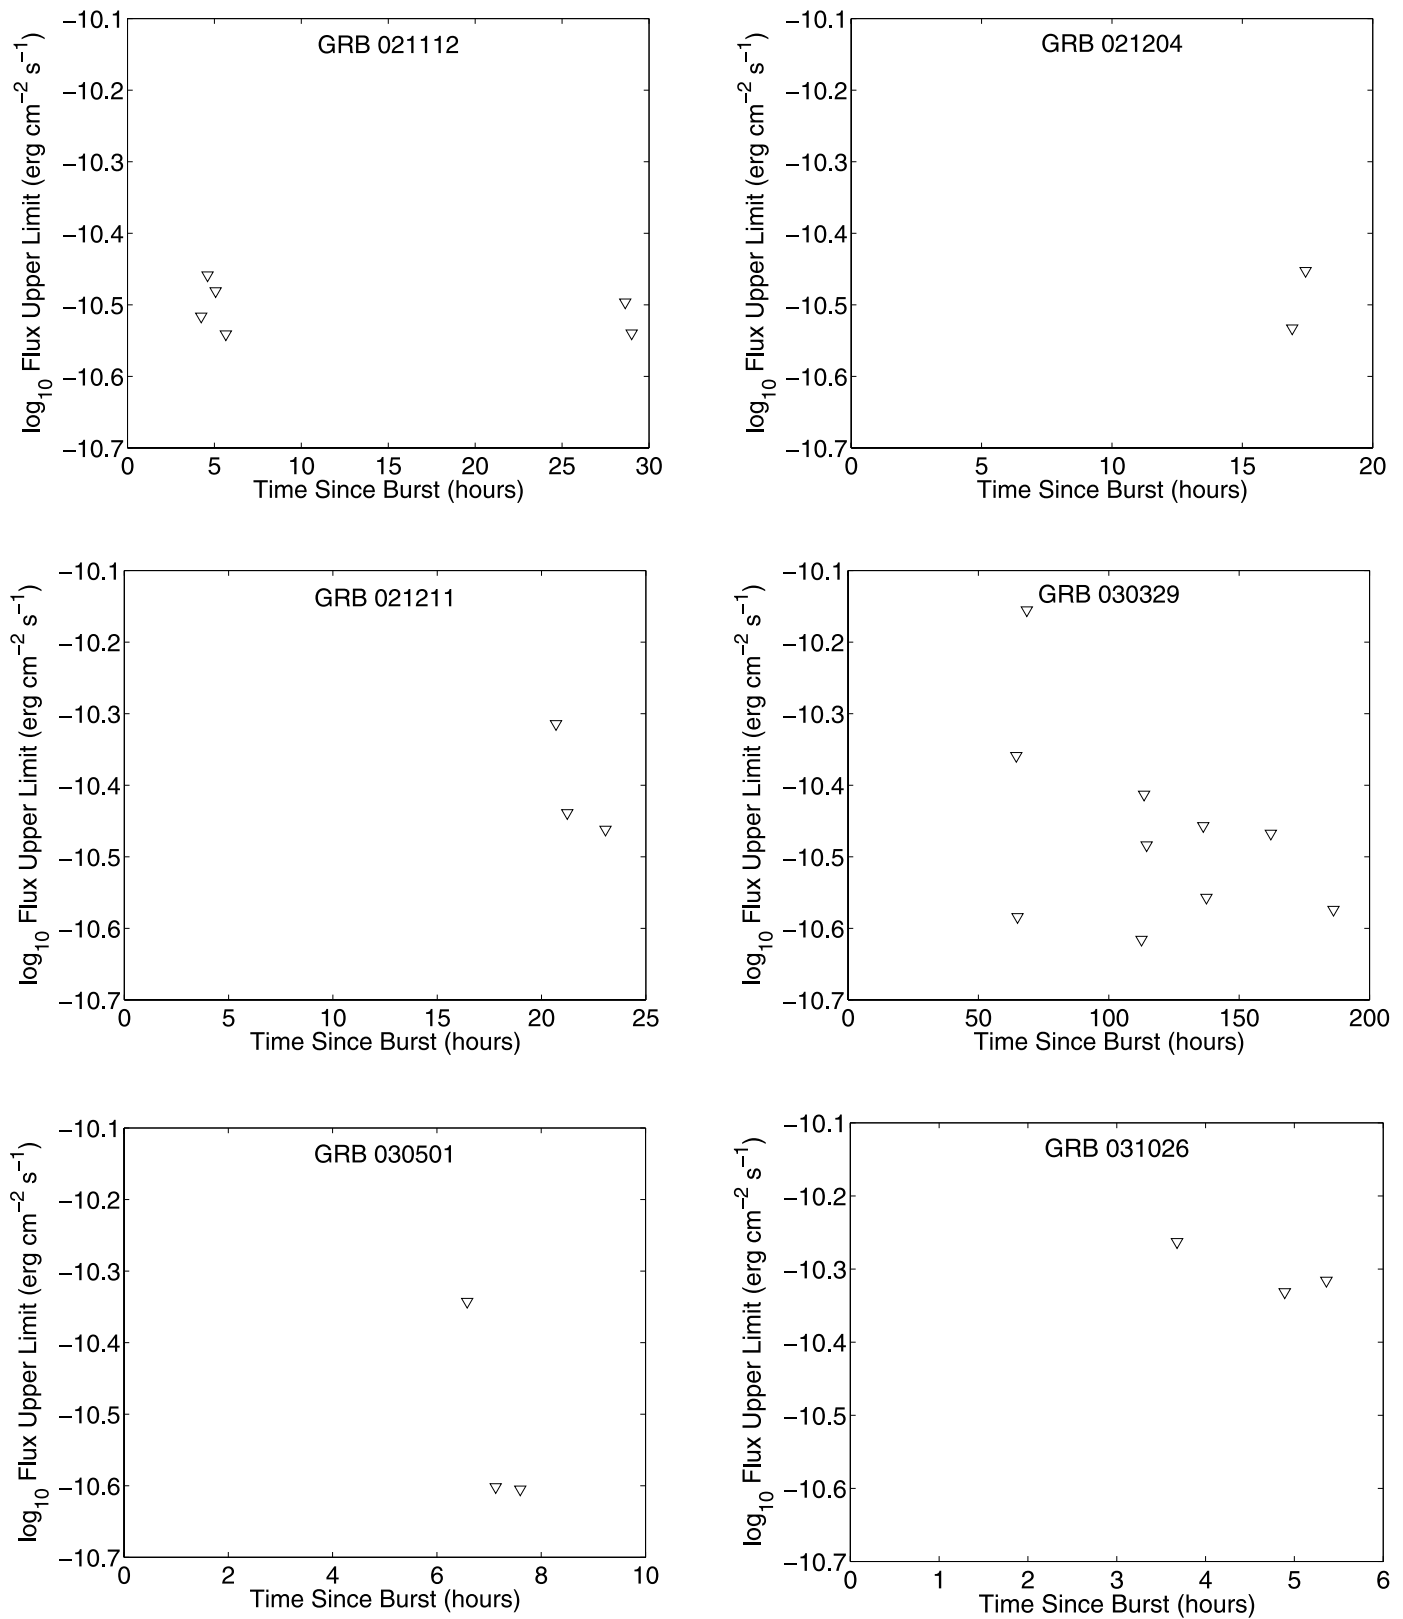 GRB 021112
−10.1
−10.2
−10.3
−10.4
−10.5
−10.6
−10.7
log10 Flux Upper Limit (erg cm−2 s−1)
0 5 10 15 20 25 30
Time Since Burst (hours)
GRB 021204
−10.1
−10.2
−10.3
−10.4
−10.5
−10.6
−10.7
log10 Flux Upper Limit (erg cm−2 s−1)
0 5 10 15 20
Time Since Burst (hours)
GRB 021211
−10.1
−10.2
−10.3
−10.4
−10.5
−10.6
−10.7
log10 Flux Upper Limit (erg cm−2 s−1)
0 5 10 15 20 25
Time Since Burst (hours)
GRB 030329
−10.1
−10.2
−10.3
−10.4
−10.5
−10.6
−10.7
log10 Flux Upper Limit (erg cm−2 s−1)
0 50 100 150 200
Time Since Burst (hours)
GRB 030501
−10.1
−10.2
−10.3
−10.4
−10.5
−10.6
−10.7
log10 Flux Upper Limit (erg cm−2 s−1)
0 2 4 6 8 10
Time Since Burst (hours)
GRB 031026
−10.1
−10.2
−10.3
−10.4
−10.5
−10.6
−10.7
log10 Flux Upper Limit (erg cm−2 s−1)
0 1 2 3 4 5 6
Time Since Burst (hours)